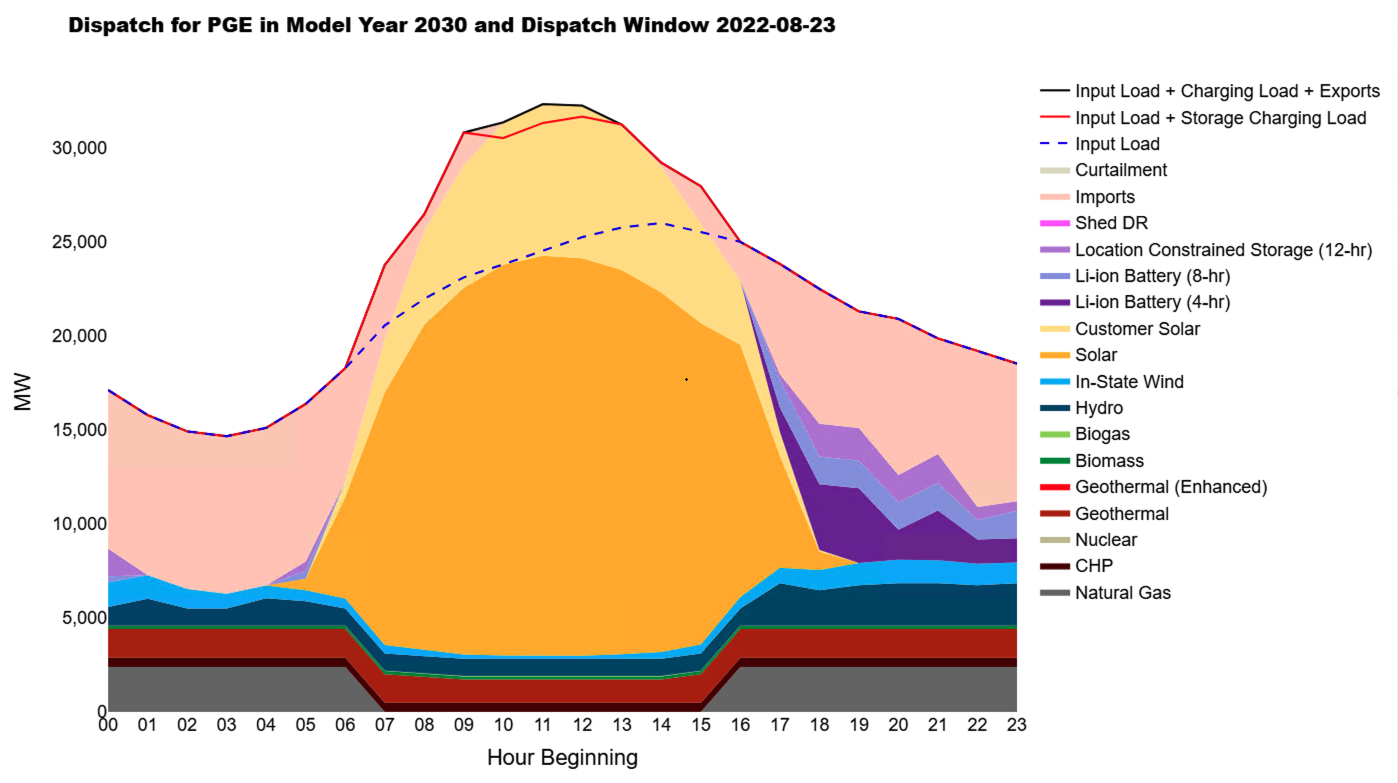 Dispatch for PGE in Model Year 2030 and Dispatch Window 2022-08-23
Input Load + Charging Load + Exports
Input Load + Storage Charging Load
Input Load
Curtailment
Imports
Shed DR
Location Constrained Storage (12-hr)
Li-ion Battery (8-hr)
Li-ion Battery (4-hr)
Customer Solar
Solar
In-State Wind
Hydro
Biogas
Biomass
Geothermal (Enhanced)
Geothermal
Nuclear
CHP
Natural Gas
MW
30,000
25,000
20,000
15,000
10,000
5,000
0
00 01 02 03 04 05 06 07 08 09 10 11 12 13 14 15 16 17 18 19 20 21 22 23
Hour Beginning